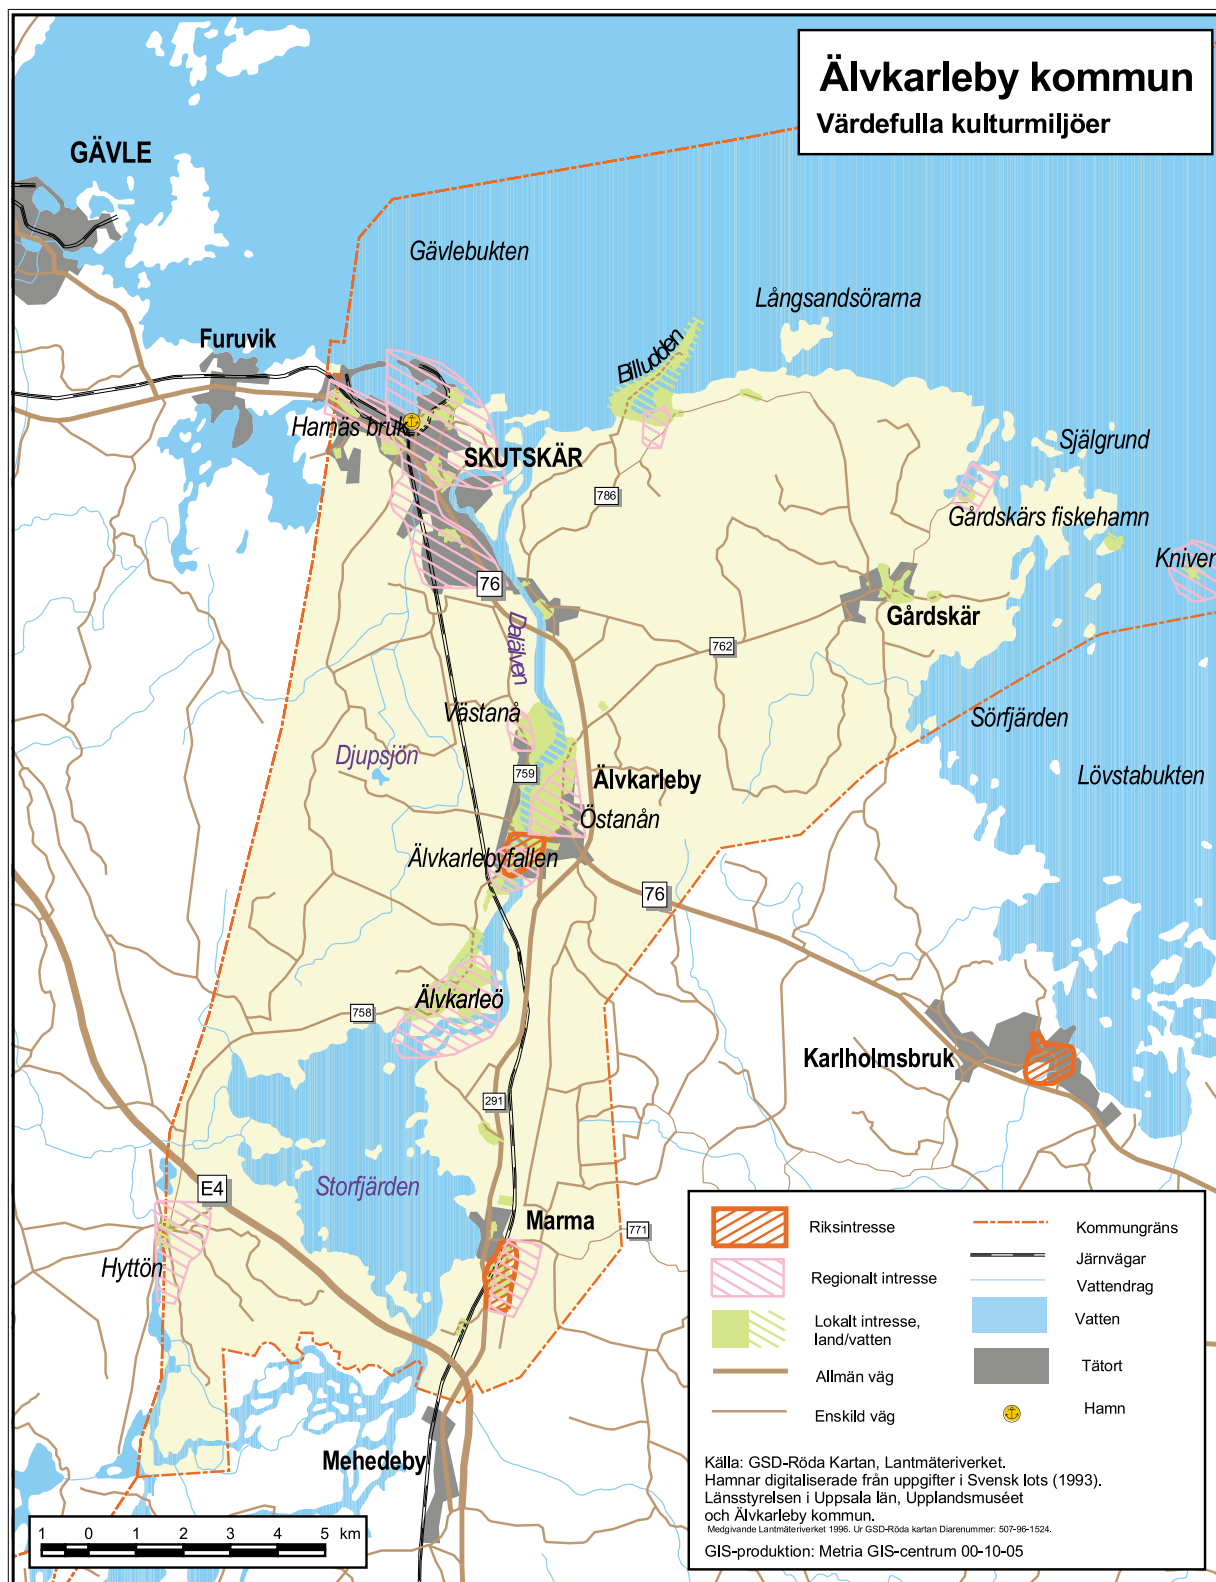 Älvkarleby kommun
Värdefulla kulturmiljöer
GÄVLE
Gävlebukten
Långsandsörarna
Furuvik
Billudden
Harnäs bruk
SKUTSKÄR
Själgrund
786
Gårdskärs fiskehamn
Kniven
76
Gårdskär
Dalälven
762
Västanå
Sörfjärden
Djupsjön
759
Älvkarleby
Lövstabukten
Östanån
Älvkarlebyfallen
76
Älvkarleö
758
Karlholmsbruk
291
E4
Storfjärden
Marma
771
Hyttön
Mehedeby
Riksintresse
Regionalt intresse
Lokalt intresse,
land/vatten
Allmän väg
Enskild väg
Kommungräns
Järnvägar
Vattendrag
Vatten
Tätort
Hamn
Källa: GSD-Röda Kartan, Lantmäteriverket.
Hamnar digitaliserade från uppgifter i Svensk lots (1993).
Länsstyrelsen i Uppsala län, Upplandsmuséet
och Älvkarleby kommun.
Medgivande Lantmäteriverket 1996. Ur GSD-Röda kartan Diarenummer: 507-96-1524.
GIS-produktion: Metria GIS-centrum 00-10-05
1 0 1 2 3 4 5 km